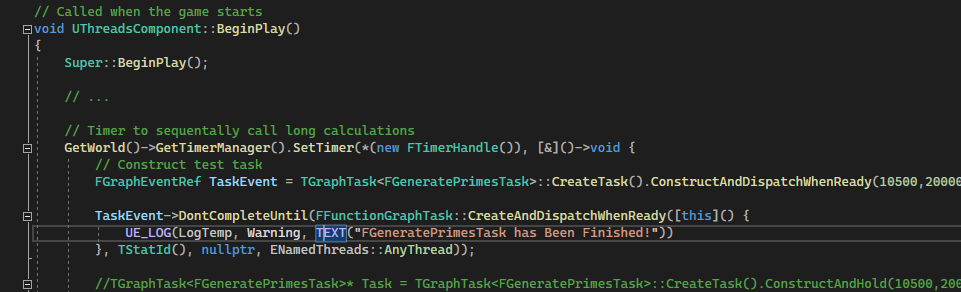 // Called when the game starts
void UThreadsComponent::BeginPlay()
{
Super::BeginPlay();
// ...
// Timer to sequentally call long calculations
GetWorld()->GetTimerManager().SetTimer(*(new FTimerHandle()), [&]()->void {
// Construct test task
FGraphEventRef TaskEvent = TGraphTask<FGeneratePrimesTask>::CreateTask().ConstructAndDispatchWhenReady(10500,20000
TaskEvent->DontCompleteUntil(FFunctionGraphTask::CreateAndDispatchWhenReady([this]() {
UE_LOG(LogTemp, Warning, TEXT("FGeneratePrimesTask has Been Finished!"))
}, TStatId(), nullptr, ENamedThreads::AnyThread));
//TGraphTask<FGeneratePrimesTask>* Task = TGraphTask<FGeneratePrimesTask>::CreateTask().ConstructAndHold(10500,200